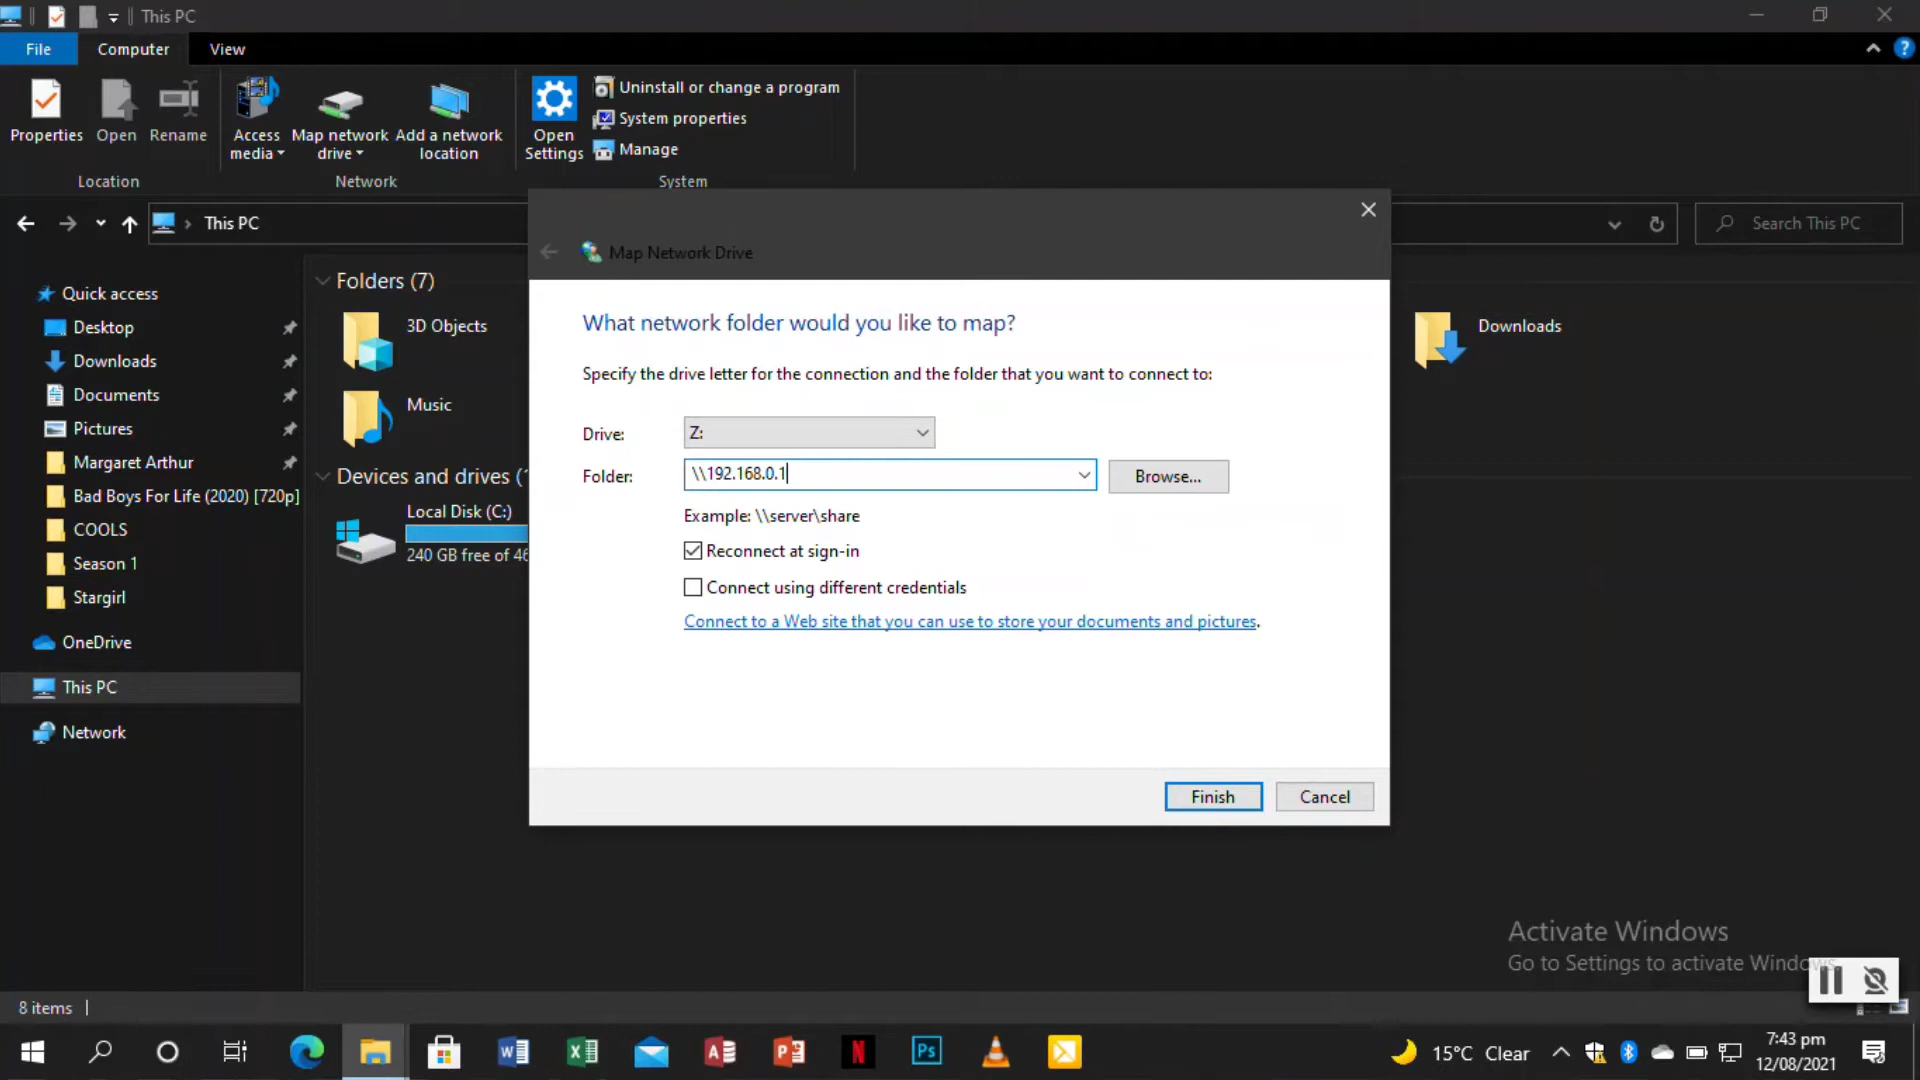 This PC
File
Computer
View
Properties
Open
Rename
Access media
Map network drive
Add a network location
Open Settings
Uninstall or change a program
System properties
Manage
Location
Network
System
This PC
Search This PC
Map Network Drive
What network folder would you like to map?
Specify the drive letter for the connection and the folder that you want to connect to:
Drive:
Z:
Folder:
\\192.168.0.1
Browse...
Example: \\server\share
Reconnect at sign-in
Connect using different credentials
Connect to a Web site that you can use to store your documents and pictures.
Finish
Cancel
Quick access
Desktop
Downloads
Documents
Pictures
Margaret Arthur
Bad Boys For Life (2020) [720p]
COOLS
Season 1
Stargirl
OneDrive
This PC
Network
Folders (7)
3D Objects
Music
Downloads
Devices and drives
Local Disk (C:)
240 GB free of
Activate Windows
Go to Settings to activate Windows
8 items
15°C Clear
7:43 pm
12/08/2021